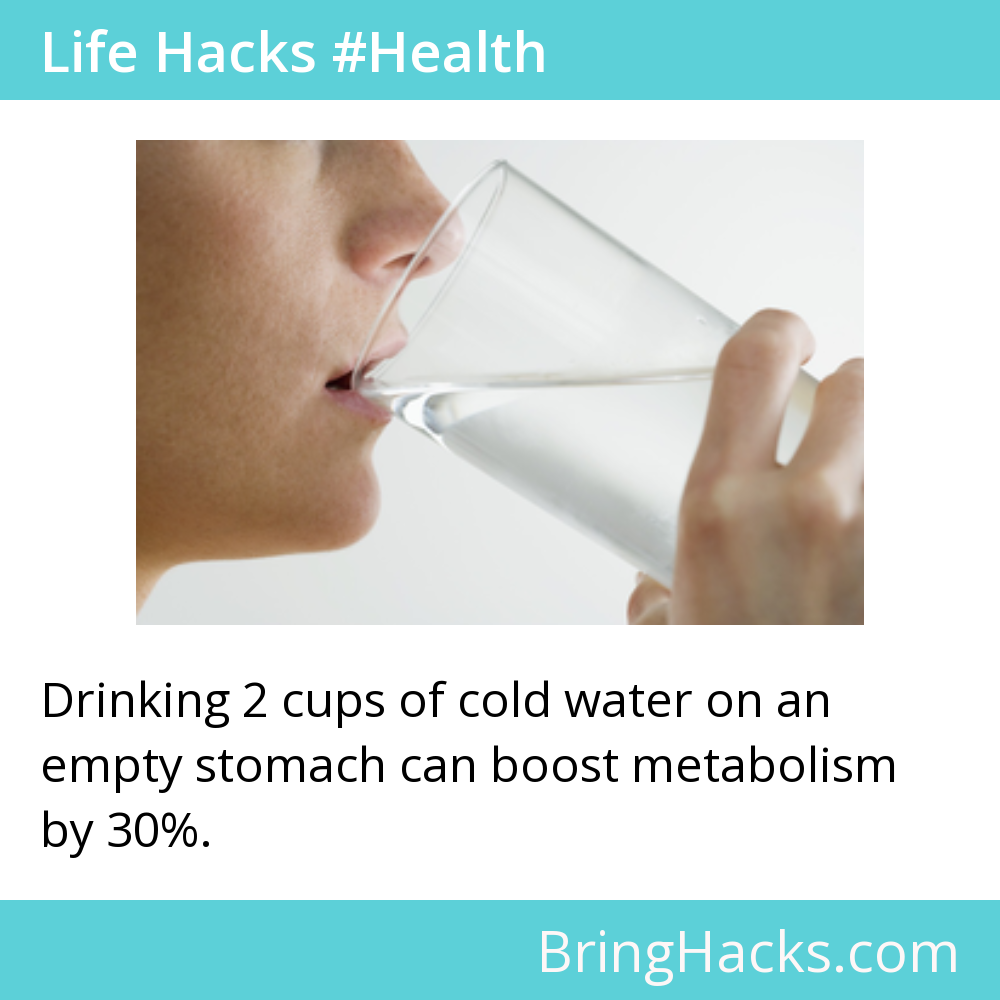 Life Hacks #Health
Drinking 2 cups of cold water on an
empty stomach can boost metabolism
by 30%.
BringHacks.com